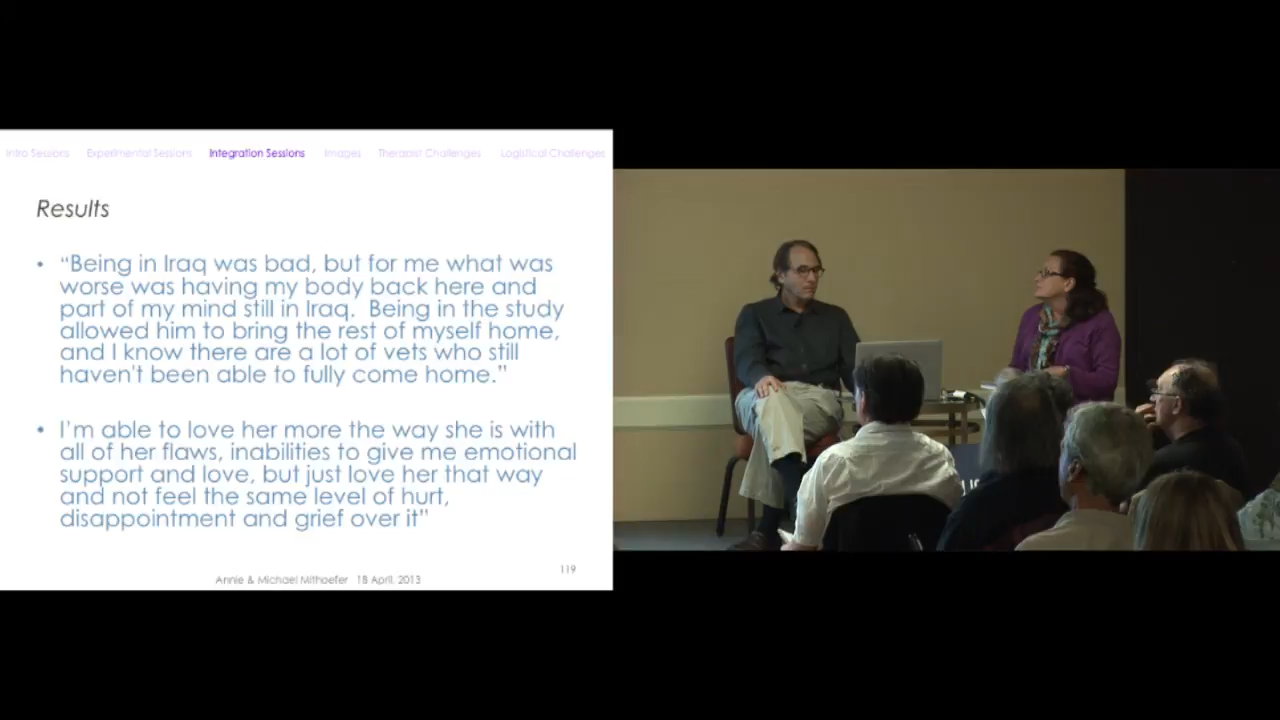 Intro Sessions Experimental Sessions Integration Sessions Images Therapist Challenges Logistical Challenges
Results
• “Being in Iraq was bad, but for me what was
worse was having my body back here and
part of my mind still in Iraq. Being in the study
allowed him to bring the rest of myself home,
and I know there are a lot of vets who still
haven't been able to fully come home.”
• I'm able to love her more the way she is with
all of her flaws, inabilities to give me emotional
support and love, but just love her that way
and not feel the same level of hurt,
disappointment and grief over it”
119
Annie & Michael Mithoefer 18 April, 2013